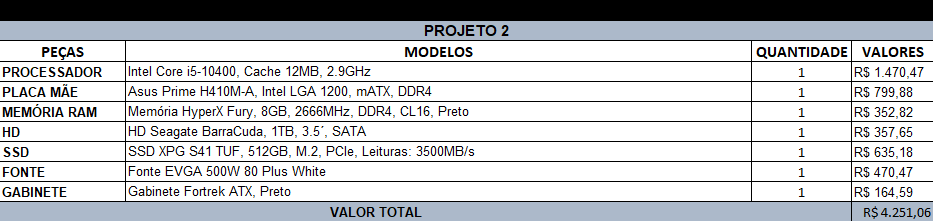 PROJETO 2
PEÇAS MODELOS QUANTIDADE VALORES
PROCESSADOR Intel Core i5-10400, Cache 12MB, 2.9GHz 1 R$ 1.470,47
PLACA MÃE Asus Prime H410M-A, Intel LGA 1200, mATX, DDR4 1 R$ 799,88
MEMÓRIA RAM Memória HyperX Fury, 8GB, 2666MHz, DDR4, CL16, Preto 1 R$ 352,82
HD HD Seagate BarraCuda, 1TB, 3.5´, SATA 1 R$ 357,65
SSD SSD XPG S41 TUF, 512GB, M.2, PCIe, Leituras: 3500MB/s 1 R$ 635,18
FONTE Fonte EVGA 500W 80 Plus White 1 R$ 470,47
GABINETE Gabinete Fortrek ATX, Preto 1 R$ 164,59
VALOR TOTAL R$ 4.251,06